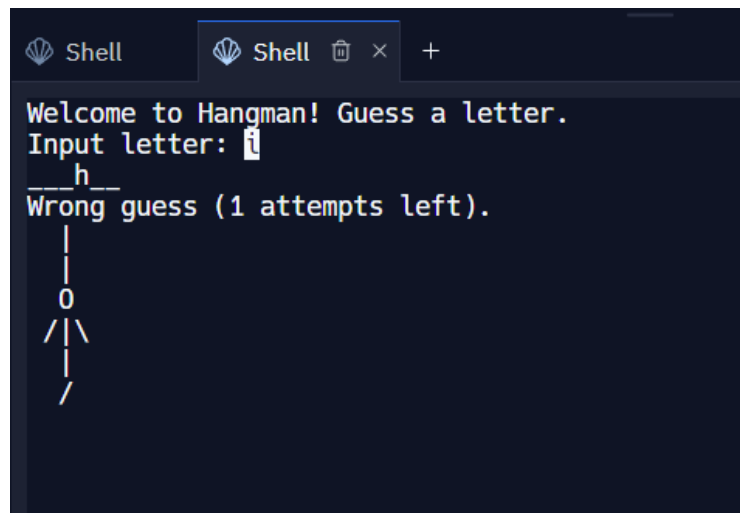 Shell
Shell × +
Welcome to Hangman! Guess a letter.
Input letter: i
___h__
Wrong guess (1 attempts left).
  |
  |
  O
 /|\
  |
  /